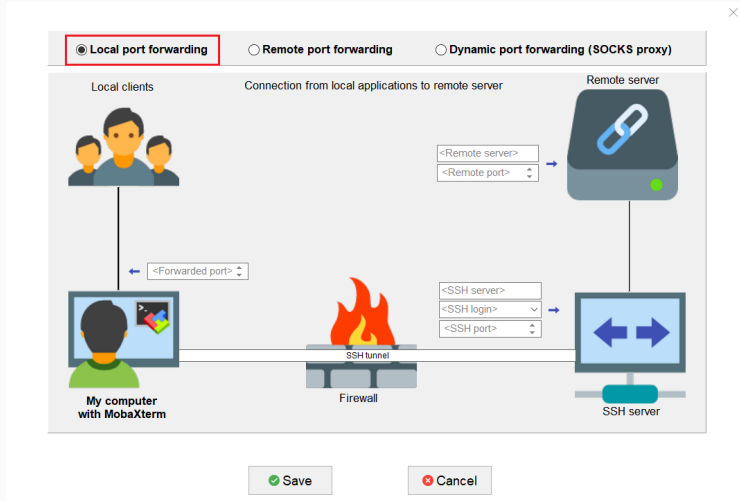 Local port forwarding
Remote port forwarding
Dynamic port forwarding (SOCKS proxy)
Local clients
Connection from local applications to remote server
Remote server
<Remote server>
<Remote port>
<Forwarded port>
<SSH server>
<SSH login>
<SSH port>
SSH tunnel
My computer
with MobaXterm
Firewall
SSH server
Save
Cancel